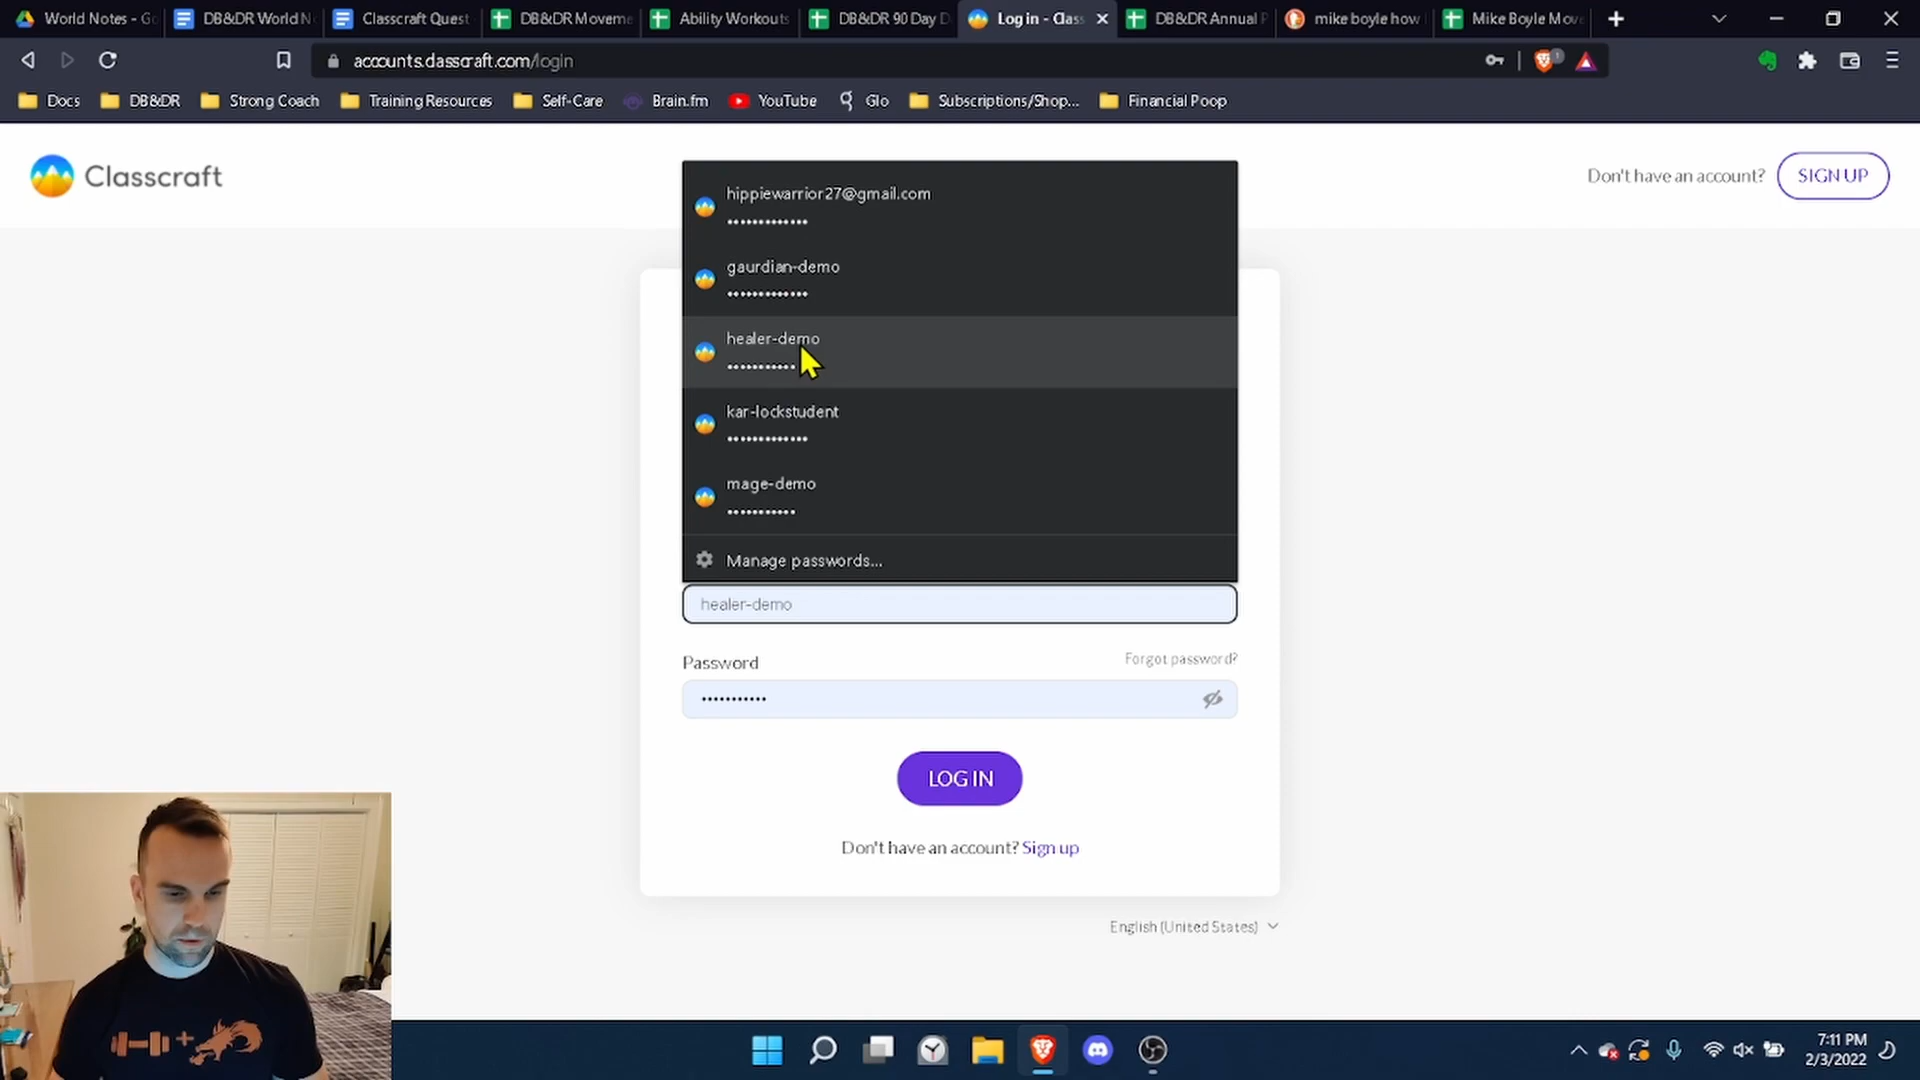 World Notes - Go
DB&DR World N
Classcraft Quest
DB&DR Moveme
Ability Workouts
DB&DR 90 Day D
Log in - Class
DB&DR Annual P
mike boyle how
Mike Boyle Mov
accounts.classcraft.com/login
1
Docs
DB&DR
Strong Coach
Training Resources
Self-Care
Brain.fm
YouTube
Glo
Subscriptions/Shop...
Financial Poop
Classcraft
Don't have an account?
SIGN UP
hippiewarrior27@gmail.com
•••••••••••••
gaurdian-demo
•••••••••••••
healer-demo
•••••••••••
kar-lockstudent
•••••••••••••
mage-demo
•••••••••••
Manage passwords...
healer-demo
Password
Forgot password?
•••••••••••
LOG IN
Don't have an account? Sign up
English (United States)
7:11 PM
2/3/2022